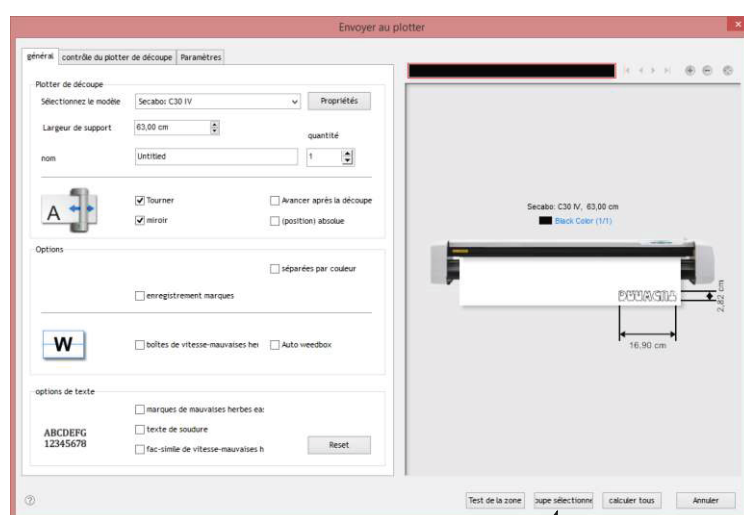 Envoyer au plotter
général contrôle du plotter de découpe Paramètres
Plotter de découpe
Sélectionnez le modèle Secabo: C30 IV Propriétés
Largeur de support 63,00 cm
quantité
nom Untitled 1
A
Tourner Avancer après la découpe
miroir (position) absolue
Options
séparées par couleur
enregistrement marques
W
boîtes de vitesse-mauvaises her Auto weedbox
options de texte
marques de mauvaises herbes ea:
ABCDEFG
12345678
texte de soudure
fac-simile de vitesse-mauvaises h
Reset
Secabo: C30 IV, 63,00 cm
Black Color (1/1)
2,82 cm
16,90 cm
Test de la zone oupe sélectionne calculer tous Annuler